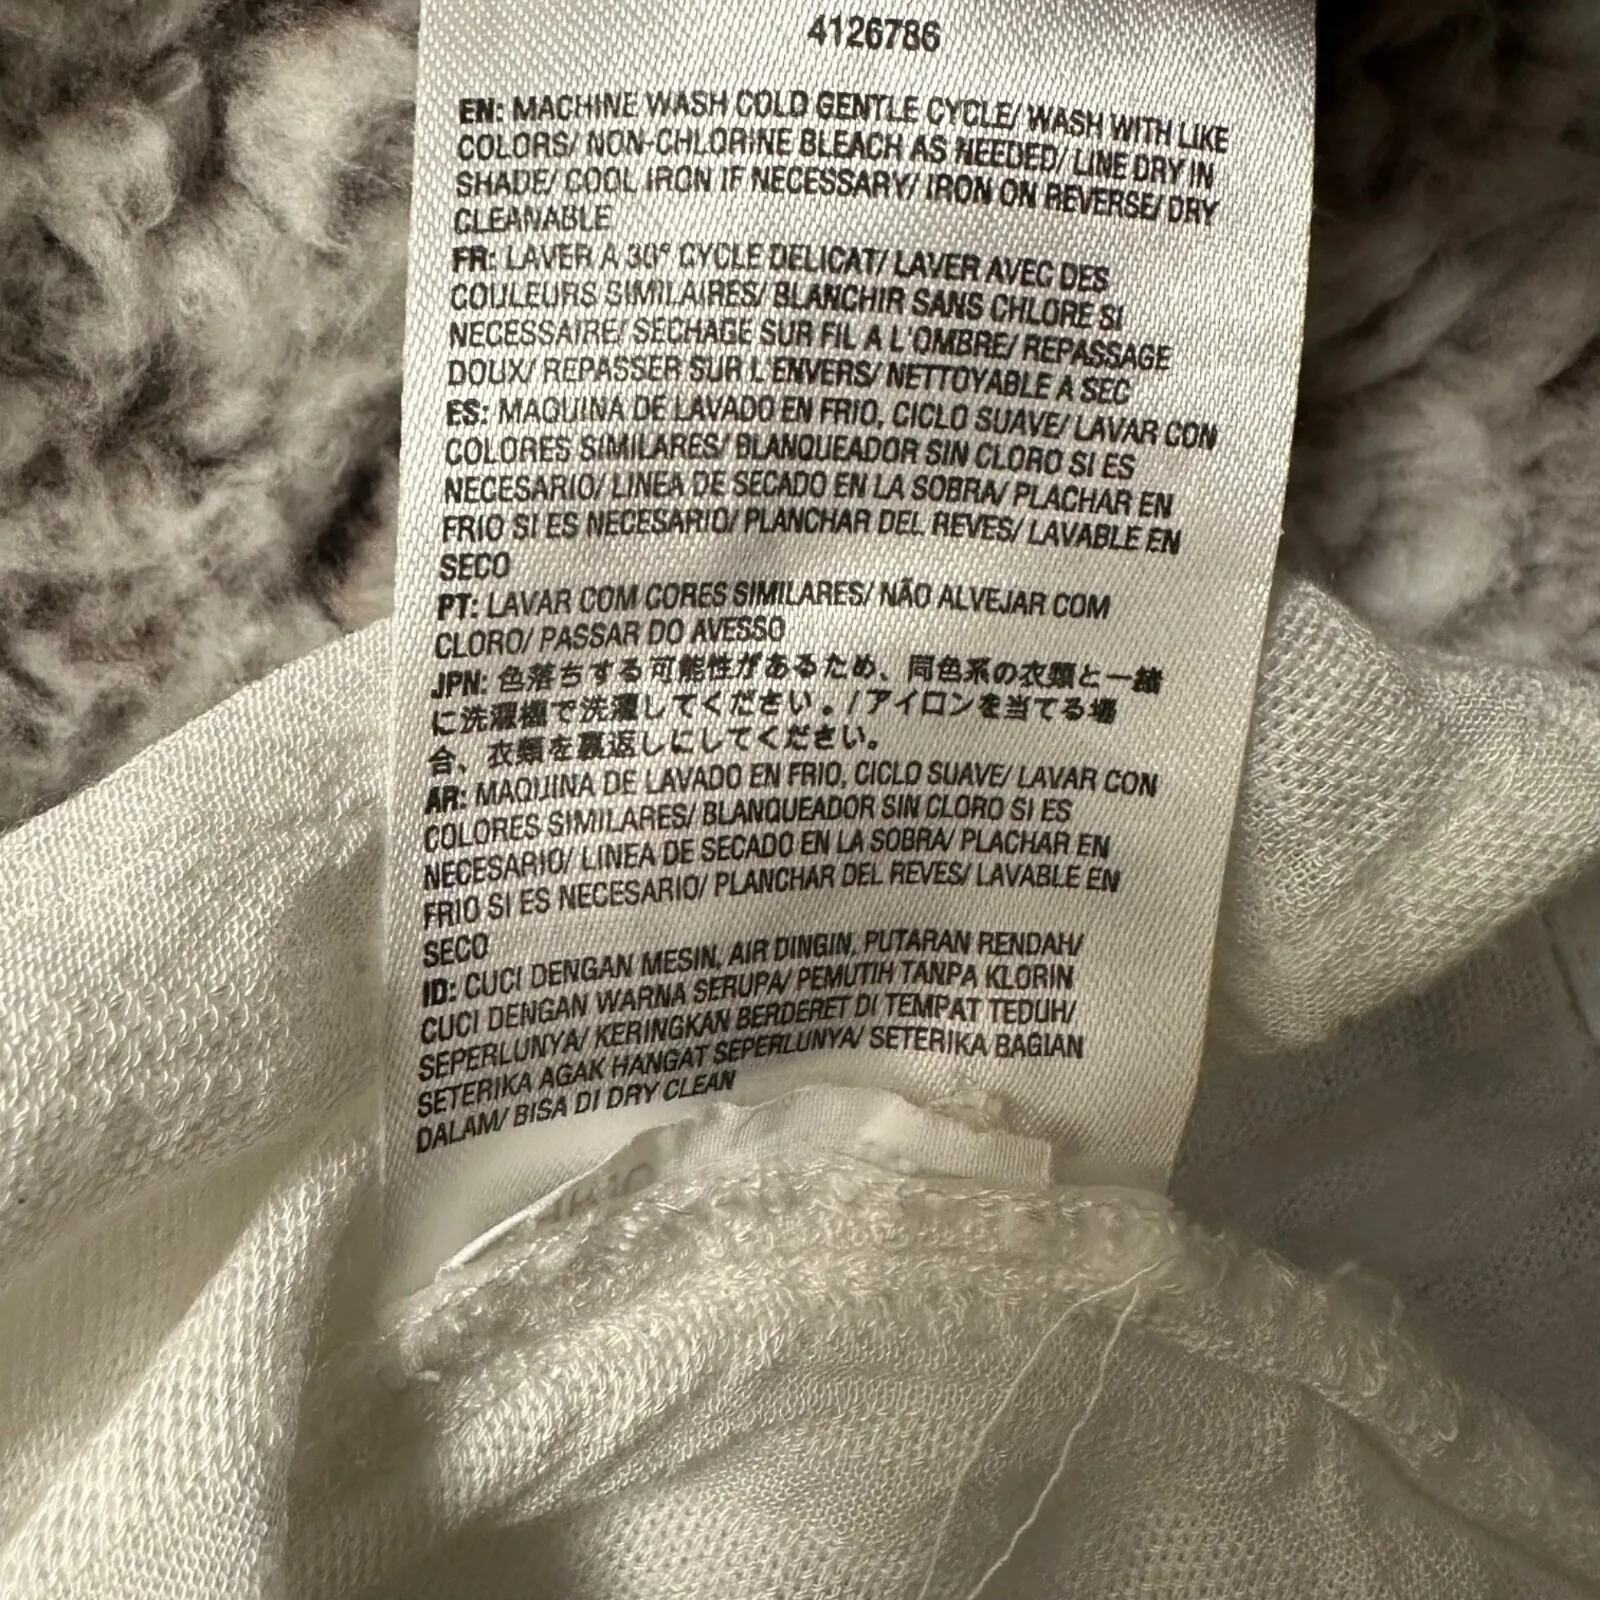 4126786
EN: MACHINE WASH COLD GENTLE CYCLE/ WASH WITH LIKE
COLORS/ NON-CHLORINE BLEACH AS NEEDED/ LINE DRY IN
SHADE/ COOL IRON IF NECESSARY/ IRON ON REVERSE/ DRY
CLEANABLE
FR: LAVER A 30° CYCLE DELICAT/ LAVER AVEC DES
COULEURS SIMILAIRES/ BLANCHIR SANS CHLORE SI
NECESSAIRE/ SECHAGE SUR FIL A L'OMBRE/ REPASSAGE
DOUX/ REPASSER SUR L'ENVERS/ NETTOYABLE A SEC
ES: MAQUINA DE LAVADO EN FRIO, CICLO SUAVE/ LAVAR CON
COLORES SIMILARES/ BLANQUEADOR SIN CLORO SI ES
NECESARIO/ LINEA DE SECADO EN LA SOBRA/ PLACHAR EN
FRIO SI ES NECESARIO/ PLANCHAR DEL REVES/ LAVABLE EN
SECO
PT: LAVAR COM CORES SIMILARES/ NÃO ALVEJAR COM
CLORO/ PASSAR DO AVESSO
JPN: 色落ちする可能性があるため、同色系の衣類と一緒
に洗濯機で洗濯してください。/アイロンを当てる場
合、衣類を裏返しにしてください。
AR: MAQUINA DE LAVADO EN FRIO, CICLO SUAVE/ LAVAR CON
COLORES SIMILARES/ BLANQUEADOR SIN CLORO SI ES
NECESARIO/ LINEA DE SECADO EN LA SOBRA/ PLACHAR EN
FRIO SI ES NECESARIO/ PLANCHAR DEL REVES/ LAVABLE EN
SECO
ID: CUCI DENGAN MESIN, AIR DINGIN, PUTARAN RENDAH/
CUCI DENGAN WARNA SERUPA/ PEMUTIH TANPA KLORIN
SEPERLUNYA/ KERINGKAN BERDERET DI TEMPAT TEDUH/
SETERIKA AGAK HANGAT SEPERLUNYA/ SETERIKA BAGIAN
DALAM/ BISA DI DRY CLEAN